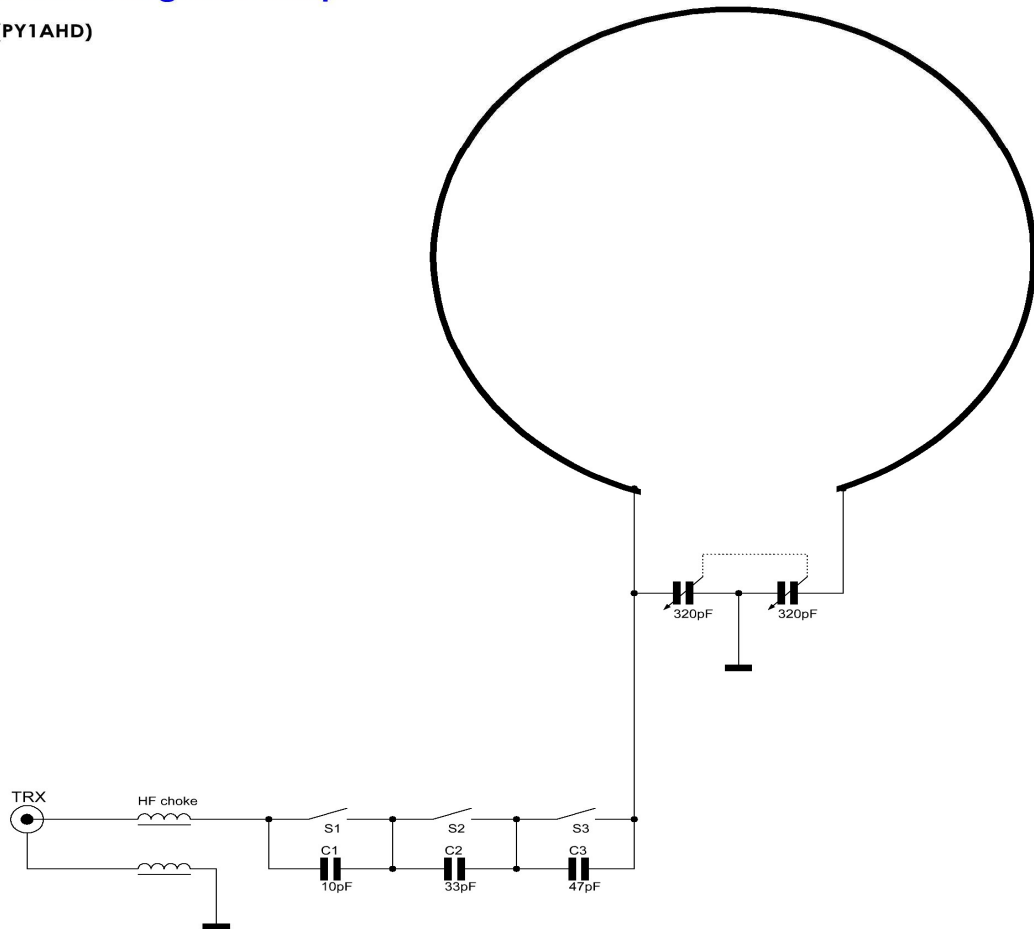 (PY1AHD)
320pF
320pF
TRX
HF choke
S1
S2
S3
C1
C2
C3
10pF
33pF
47pF